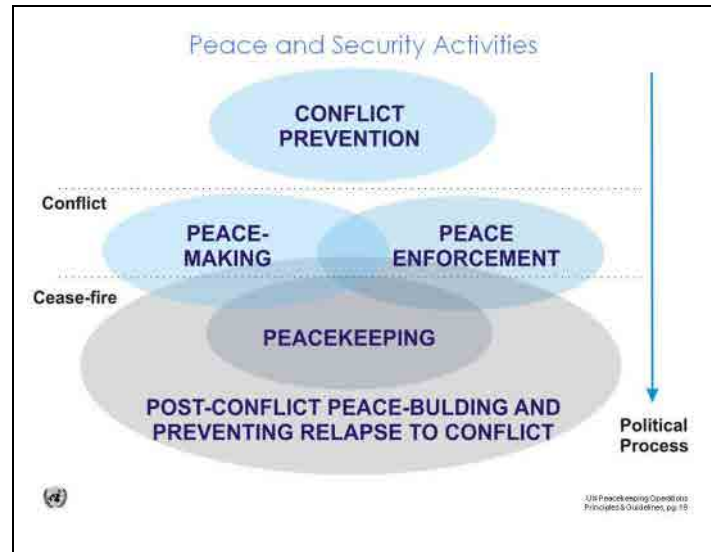 Peace and Security Activities
CONFLICT
PREVENTION
Conflict
PEACE-
MAKING
PEACE
ENFORCEMENT
Cease-fire
PEACEKEEPING
POST-CONFLICT PEACE-BULDING AND
PREVENTING RELAPSE TO CONFLICT
Political
Process
UN Peacekeeping Operations
Principles & Guidelines, pg. 19